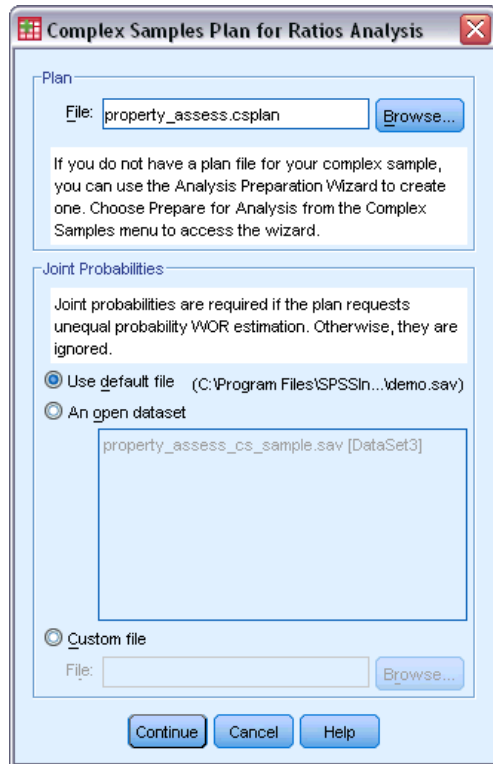 Complex Samples Plan for Ratios Analysis
Plan
File: property_assess.csplan Browse...
If you do not have a plan file for your complex sample,
you can use the Analysis Preparation Wizard to create
one. Choose Prepare for Analysis from the Complex
Samples menu to access the wizard.
Joint Probabilities
Joint probabilities are required if the plan requests
unequal probability WOR estimation. Otherwise, they are
ignored.
Use default file (C:\Program Files\SPSSIn...\demo.sav)
An open dataset
property_assess_cs_sample.sav [DataSet3]
Custom file
File: Browse...
Continue Cancel Help